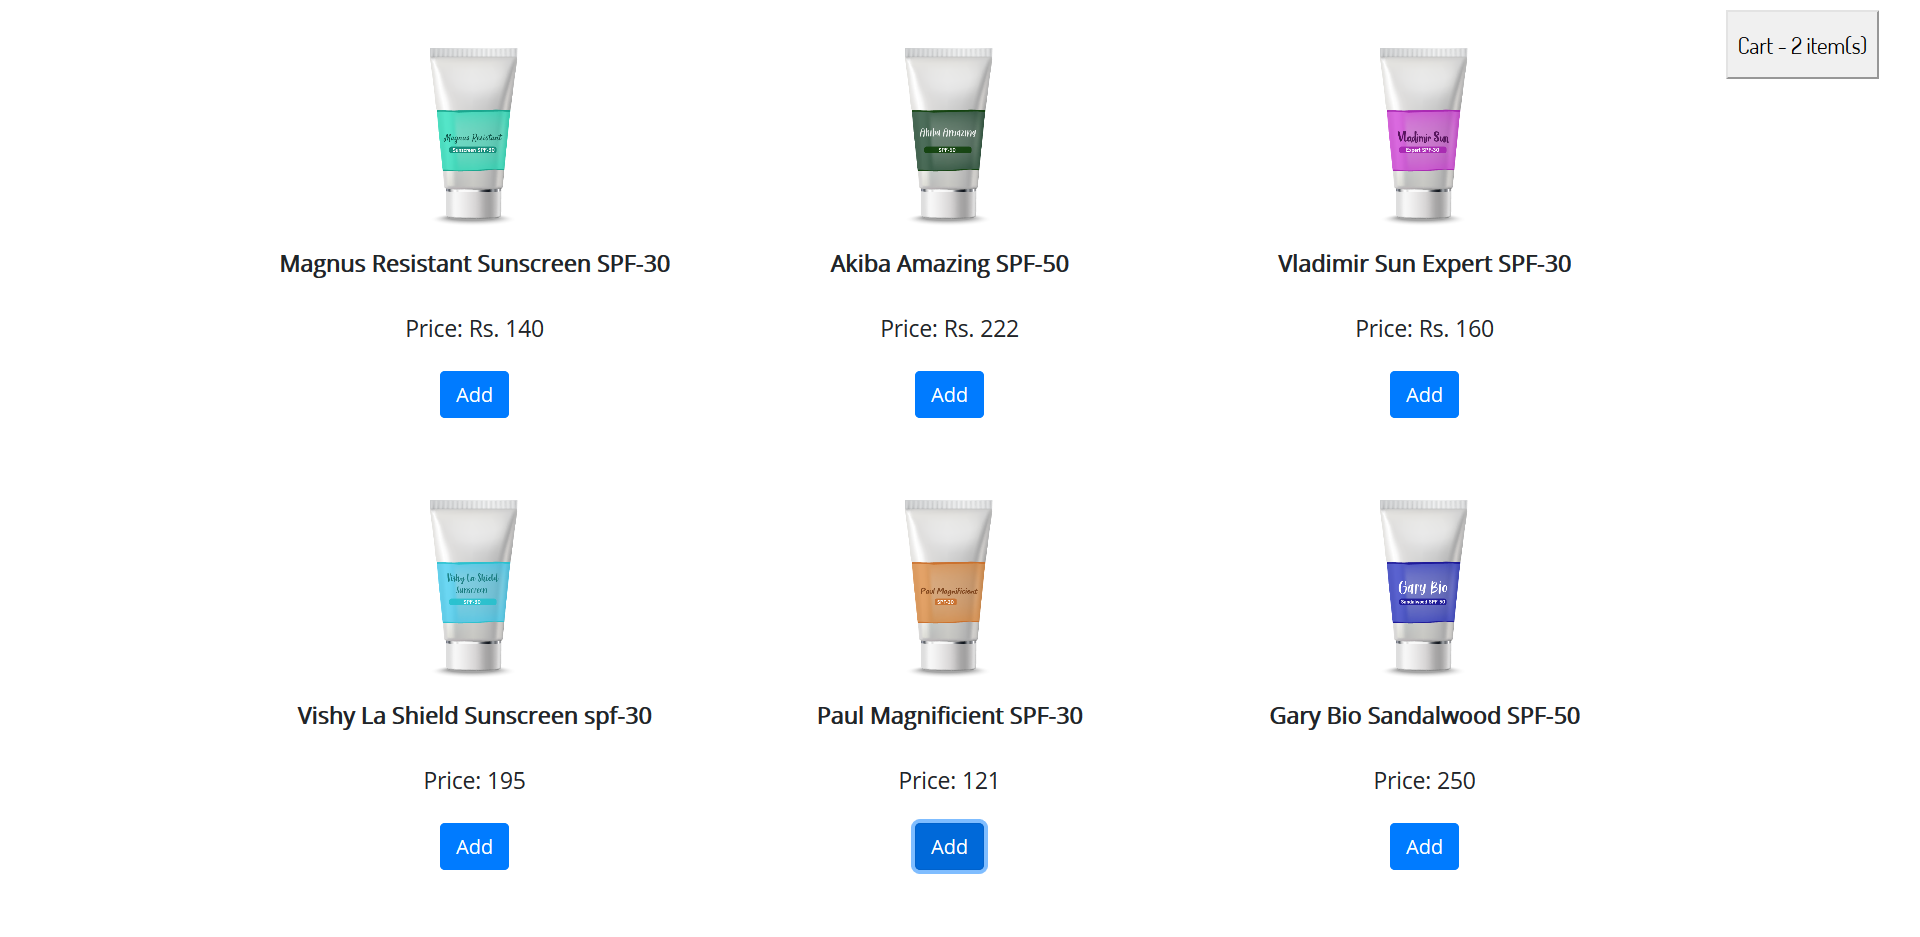 Cart - 2 item(s)
Magnus Resistant
Sunscreen SPF-30
Akiba Amazing
SPF-50
Vladimir Sun
Expert SPF-30
Magnus Resistant Sunscreen SPF-30
Akiba Amazing SPF-50
Vladimir Sun Expert SPF-30
Price: Rs. 140
Price: Rs. 222
Price: Rs. 160
Add
Add
Add
Vishy La Shield
Sunscreen
SPF-30
Paul Magnificient
SPF-30
Gary Bio
Sandalwood SPF-50
Vishy La Shield Sunscreen spf-30
Paul Magnificient SPF-30
Gary Bio Sandalwood SPF-50
Price: 195
Price: 121
Price: 250
Add
Add
Add